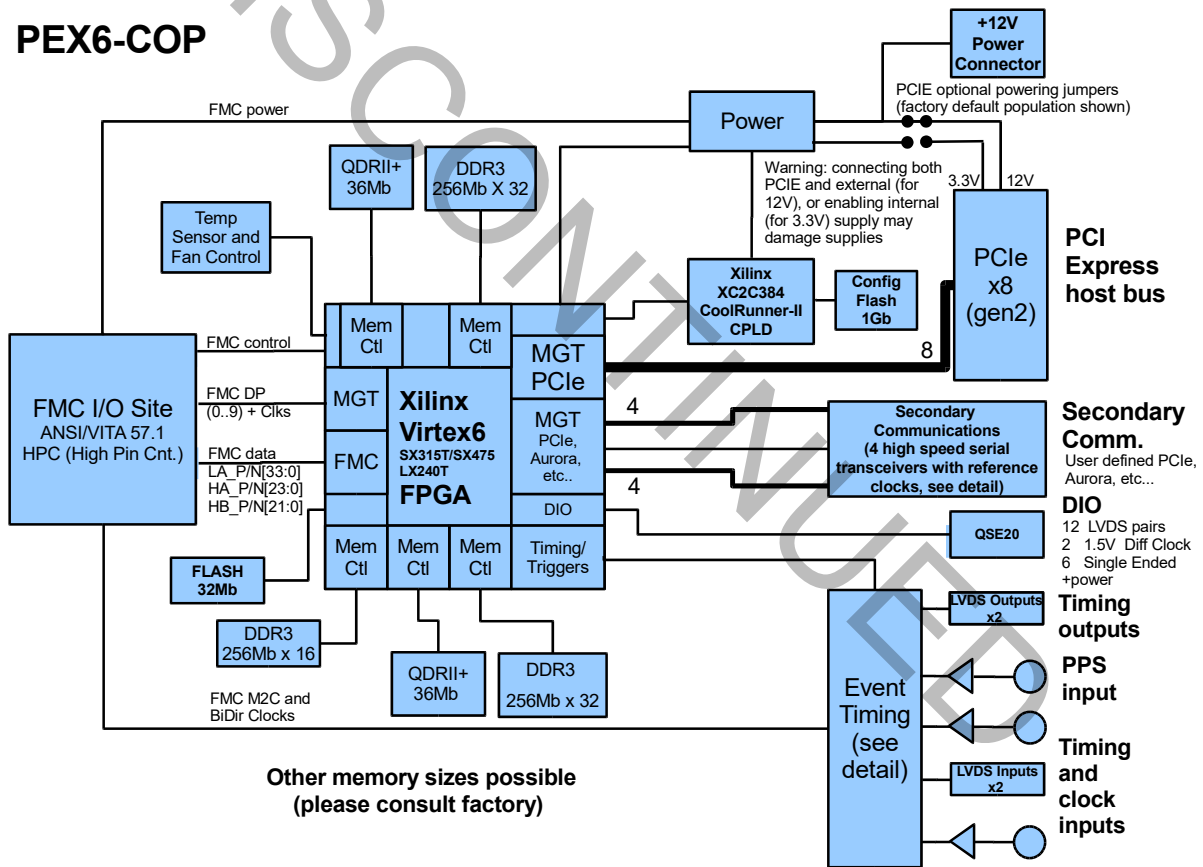 PEX6-COP
+12V
Power
Connector
PCIE optional powering jumpers
(factory default population shown)
FMC power
Power
QDRII+
36Mb
DDR3
256Mb X 32
Warning: connecting both
PCIE and external (for
12V), or enabling internal
(for 3.3V) supply may
damage supplies
3.3V
12V
Temp
Sensor and
Fan Control
PCIe
x8
(gen2)
PCI
Express
host bus
Xilinx
XC2C384
CoolRunner-II
CPLD
Config
Flash
1Gb
Mem
Ctl
Mem
Ctl
MGT
PCIe
8
FMC control
FMC I/O Site
ANSI/VITA 57.1
HPC (High Pin Cnt.)
FMC DP
(0..9) + Clks
MGT
Xilinx
Virtex6
SX315T/SX475
LX240T
FPGA
MGT
PCIe,
Aurora,
etc..
4
4
Secondary
Communications
(4 high speed serial
transceivers with reference
clocks, see detail)
Secondary
Comm.
User defined PCIe,
Aurora, etc...
FMC data
LA_P/N[33:0]
HA_P/N[23:0]
HB_P/N[21:0]
FMC
DIO
QSE20
DIO
12 LVDS pairs
2 1.5V Diff Clock
6 Single Ended
+power
Mem
Ctl
Mem
Ctl
Mem
Ctl
Timing/
Triggers
FLASH
32Mb
DDR3
256Mb x 16
QDRII+
36Mb
DDR3
256Mb x 32
LVDS Outputs
x2
Timing
outputs
Event
Timing
(see
detail)
PPS
input
FMC M2C and
BiDir Clocks
LVDS Inputs
x2
Timing
and
clock
inputs
Other memory sizes possible
(please consult factory)
DISCONTINUED